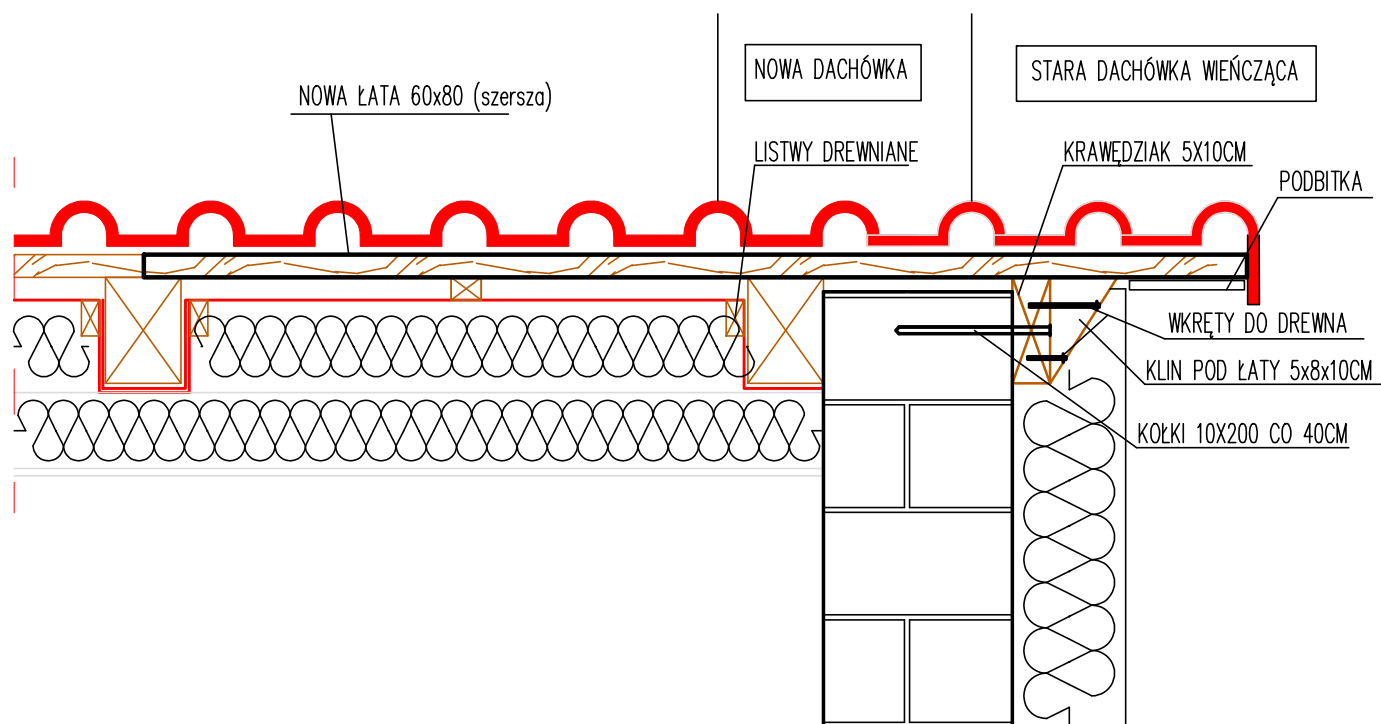 NOWA DACHÓWKA
STARA DACHÓWKA WIEŃCZĄCA
NOWA ŁATA 60x80 (szersza)
LISTWY DREWNIANE
KRAWĘDZIAK 5X10CM
PODBITKA
WKRĘTY DO DREWNA
KLIN POD ŁATY 5x8x10CM
KOŁKI 10X200 CO 40CM